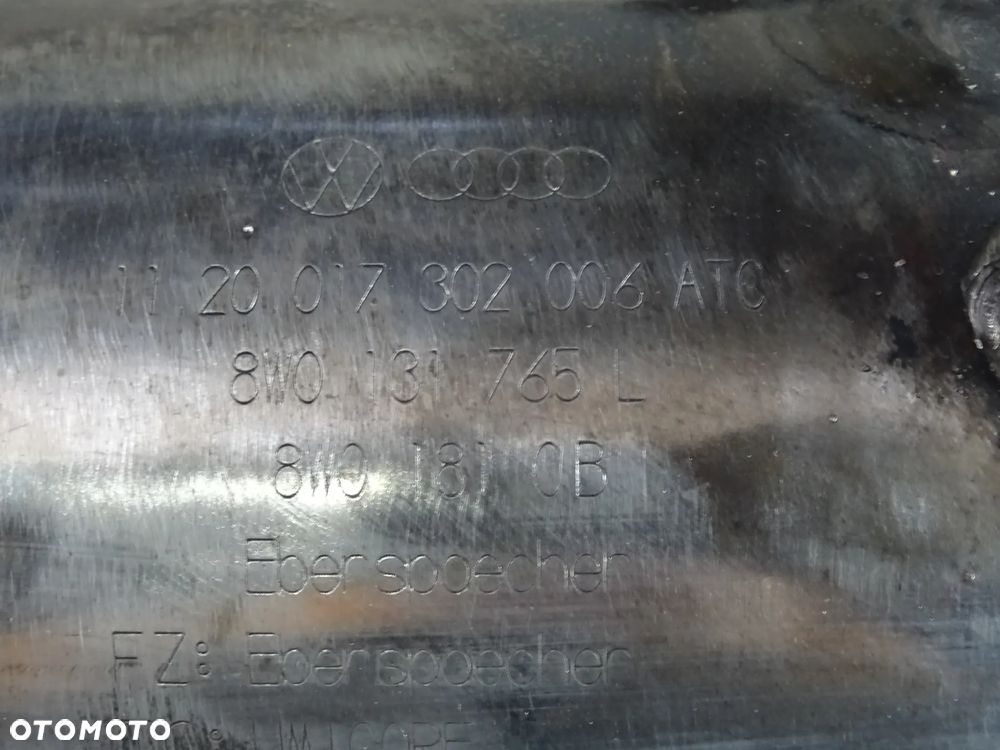 11 20 017 302 006 ATC
8W0 131 765 L
8W0 181 0B
Eberspaecher
FZ: Eberspaecher
OTOMOTO